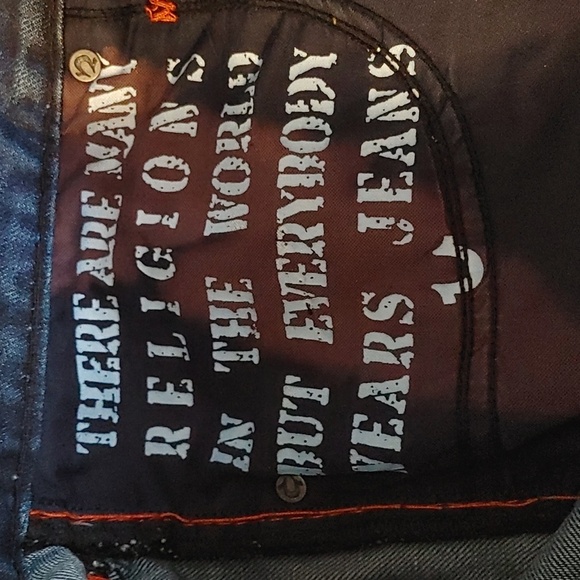 THERE ARE MANY
RELIGIONS
IN THE WORLD
BUT EVERYBODY
WEARS JEANS